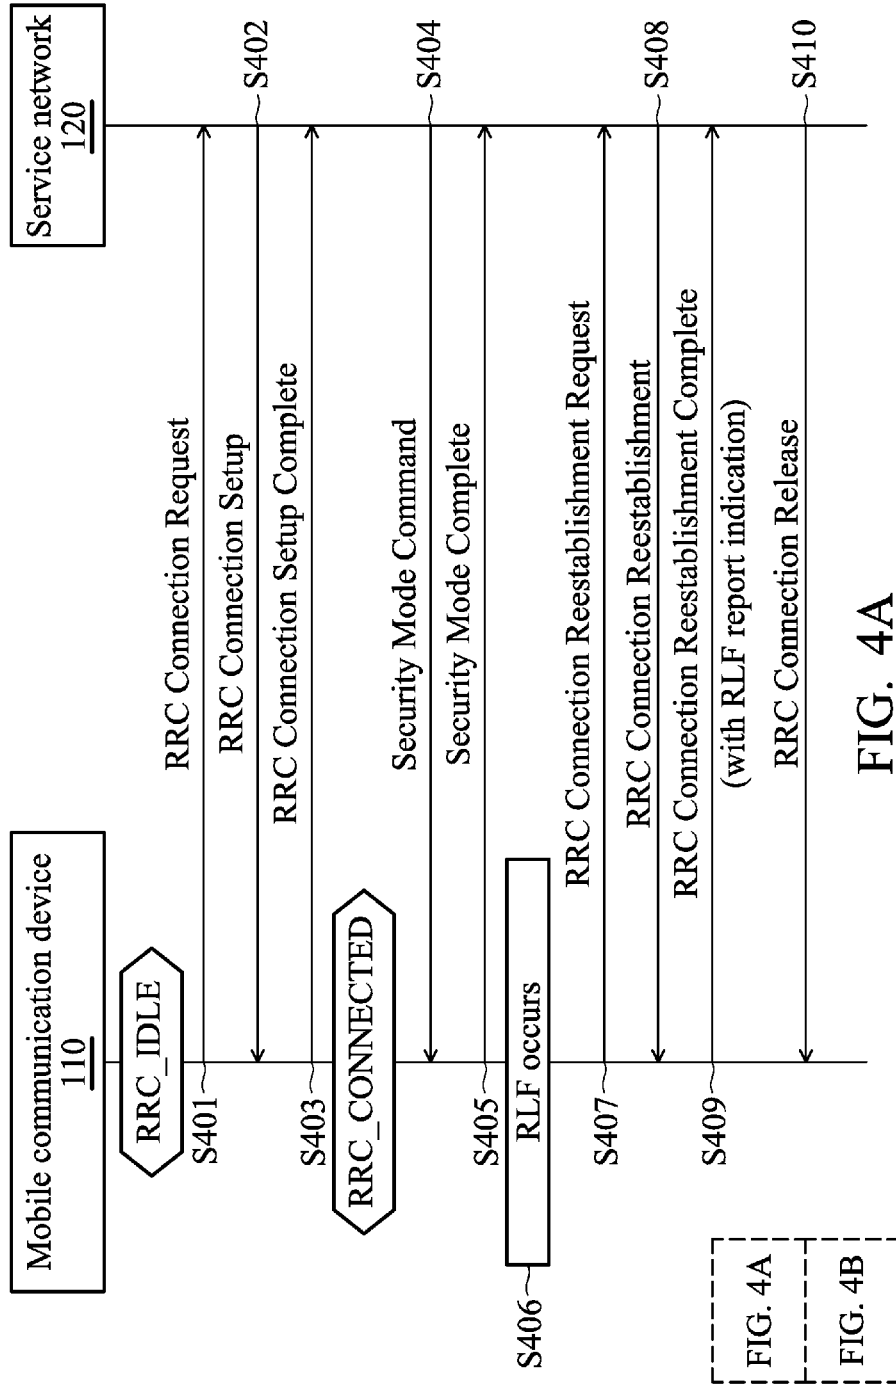 Mobile communication device
110
Service network
120
RRC_IDLE
RRC Connection Request
S401
RRC Connection Setup
S402
RRC Connection Setup Complete
S403
RRC_CONNECTED
Security Mode Command
S404
Security Mode Complete
S405
RLF occurs
S406
RRC Connection Reestablishment Request
S407
RRC Connection Reestablishment
S408
RRC Connection Reestablishment Complete
(with RLF report indication)
S409
RRC Connection Release
S410
FIG. 4A
FIG. 4B
FIG. 4A